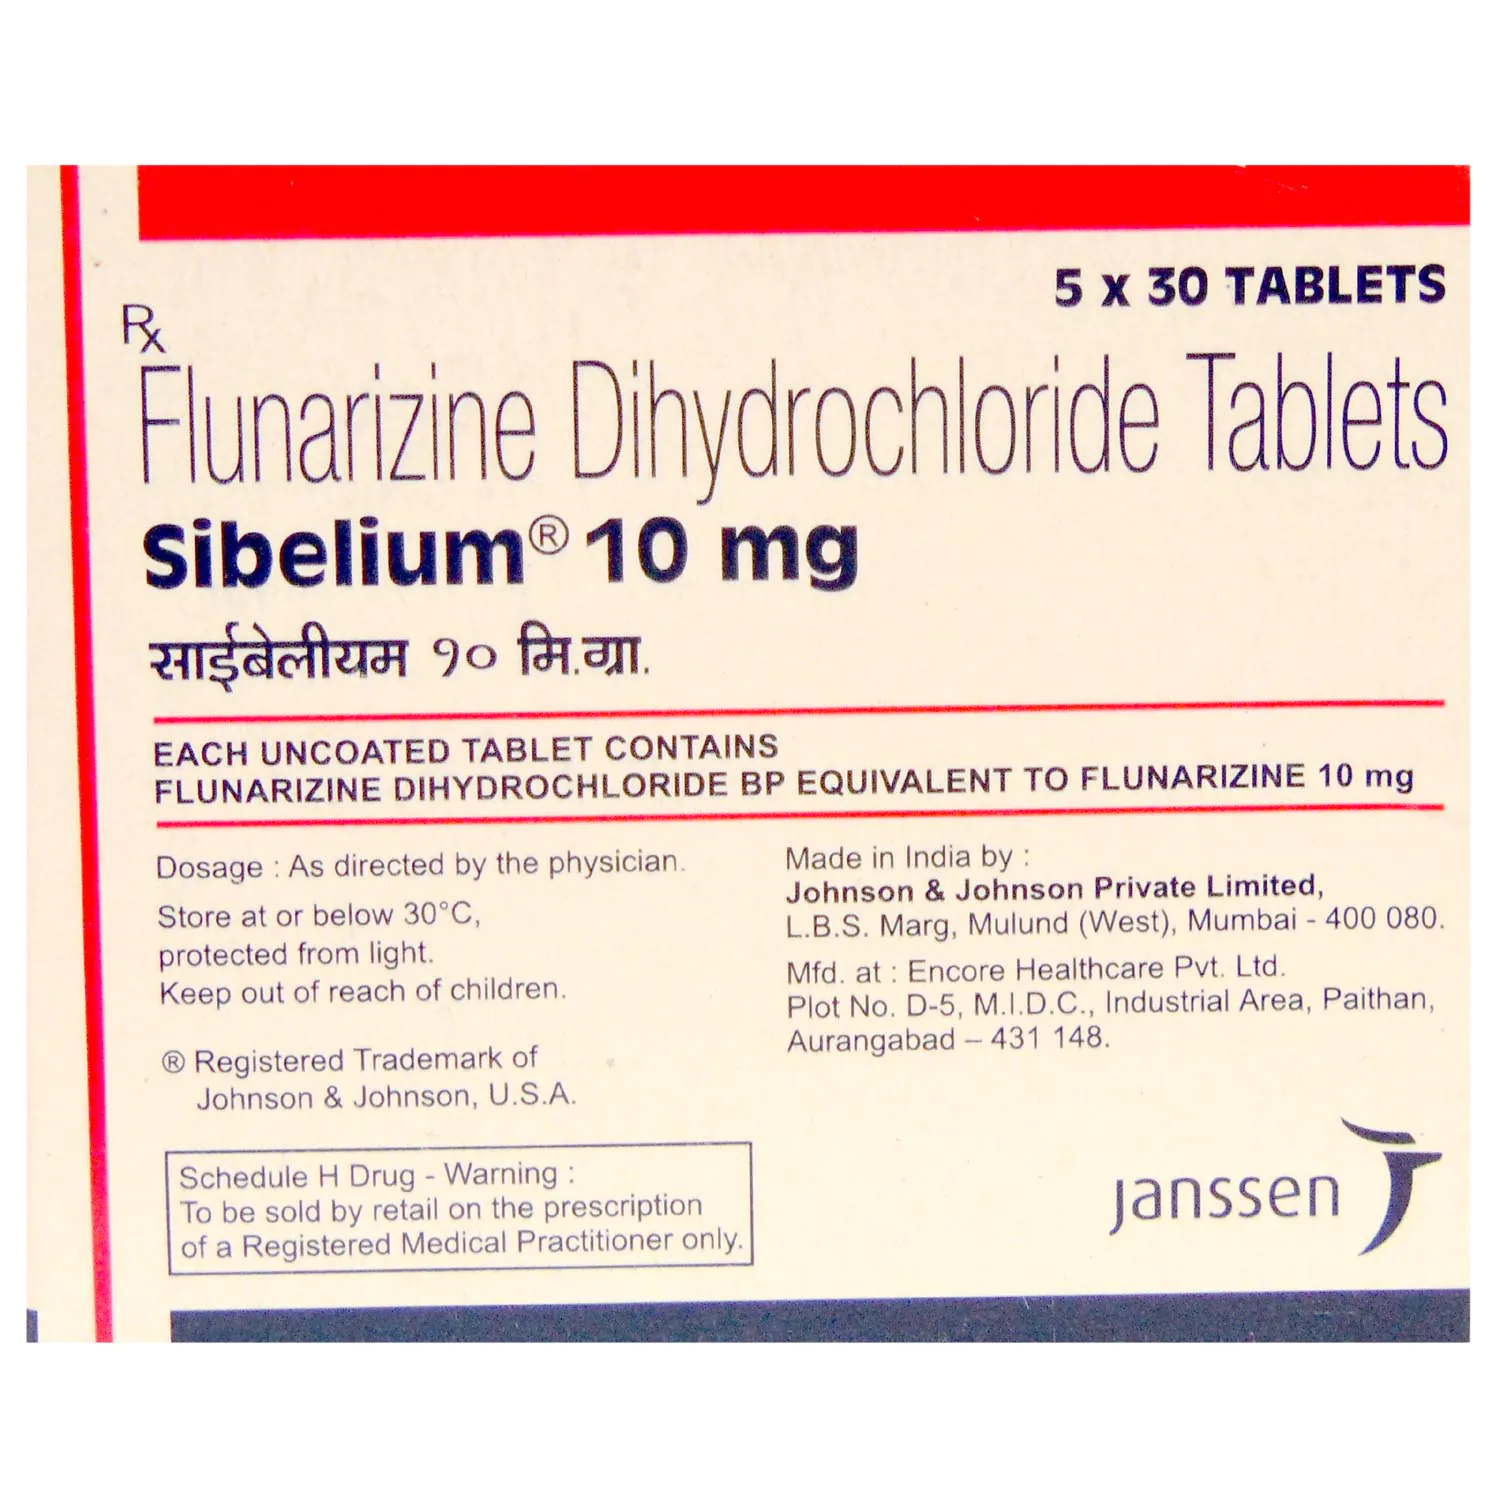 5 x 30 TABLETS
Rx
Flunarizine Dihydrochloride Tablets
Sibelium® 10 mg
साईबेलीयम १० मि.ग्रा.
EACH UNCOATED TABLET CONTAINS
FLUNARIZINE DIHYDROCHLORIDE BP EQUIVALENT TO FLUNARIZINE 10 mg
Dosage : As directed by the physician.
Store at or below 30°C,
protected from light.
Keep out of reach of children.
® Registered Trademark of
Johnson & Johnson, U.S.A.
Schedule H Drug - Warning :
To be sold by retail on the prescription
of a Registered Medical Practitioner only.
Made in India by :
Johnson & Johnson Private Limited,
L.B.S. Marg, Mulund (West), Mumbai - 400 080.
Mfd. at : Encore Healthcare Pvt. Ltd.
Plot No. D-5, M.I.D.C., Industrial Area, Paithan,
Aurangabad – 431 148.
janssen